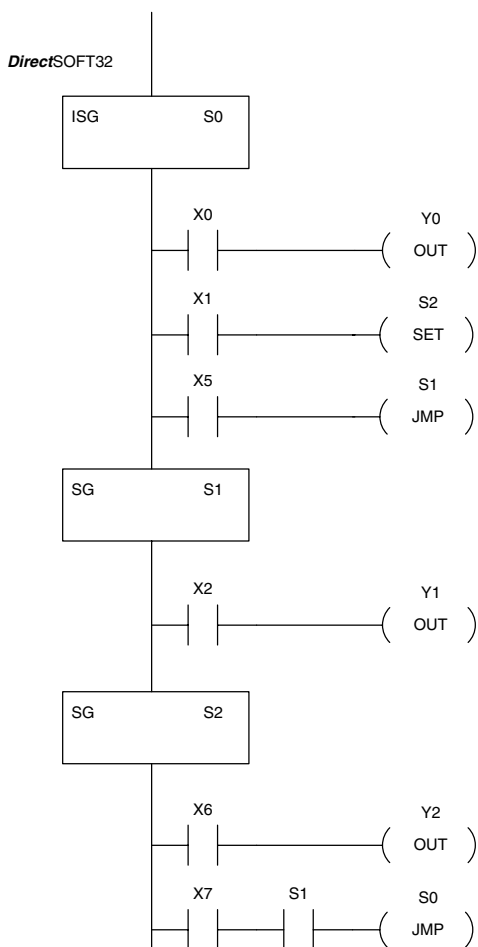 DirectSOFT32
ISG S0
X0 Y0
OUT
X1 S2
SET
X5 S1
JMP
SG S1
X2 Y1
OUT
SG S2
X6 Y2
OUT
X7 S1 S0
JMP